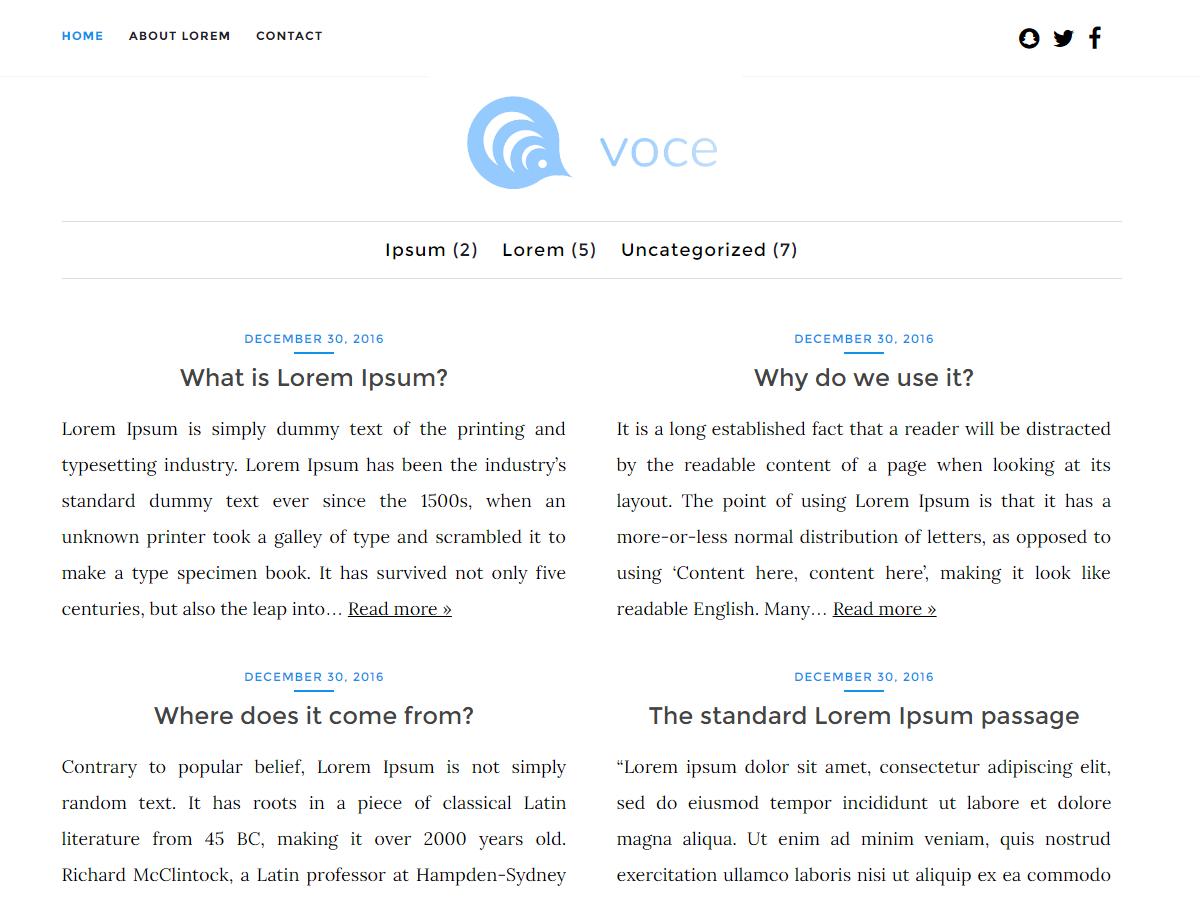 HOME ABOUT LOREM CONTACT
voce
Ipsum (2) Lorem (5) Uncategorized (7)
DECEMBER 30, 2016
What is Lorem Ipsum?
Lorem Ipsum is simply dummy text of the printing and
typesetting industry. Lorem Ipsum has been the industry’s
standard dummy text ever since the 1500s, when an
unknown printer took a galley of type and scrambled it to
make a type specimen book. It has survived not only five
centuries, but also the leap into… Read more »
DECEMBER 30, 2016
Why do we use it?
It is a long established fact that a reader will be distracted
by the readable content of a page when looking at its
layout. The point of using Lorem Ipsum is that it has a
more-or-less normal distribution of letters, as opposed to
using ‘Content here, content here’, making it look like
readable English. Many… Read more »
DECEMBER 30, 2016
Where does it come from?
Contrary to popular belief, Lorem Ipsum is not simply
random text. It has roots in a piece of classical Latin
literature from 45 BC, making it over 2000 years old.
Richard McClintock, a Latin professor at Hampden-Sydney
DECEMBER 30, 2016
The standard Lorem Ipsum passage
“Lorem ipsum dolor sit amet, consectetur adipiscing elit,
sed do eiusmod tempor incididunt ut labore et dolore
magna aliqua. Ut enim ad minim veniam, quis nostrud
exercitation ullamco laboris nisi ut aliquip ex ea commodo